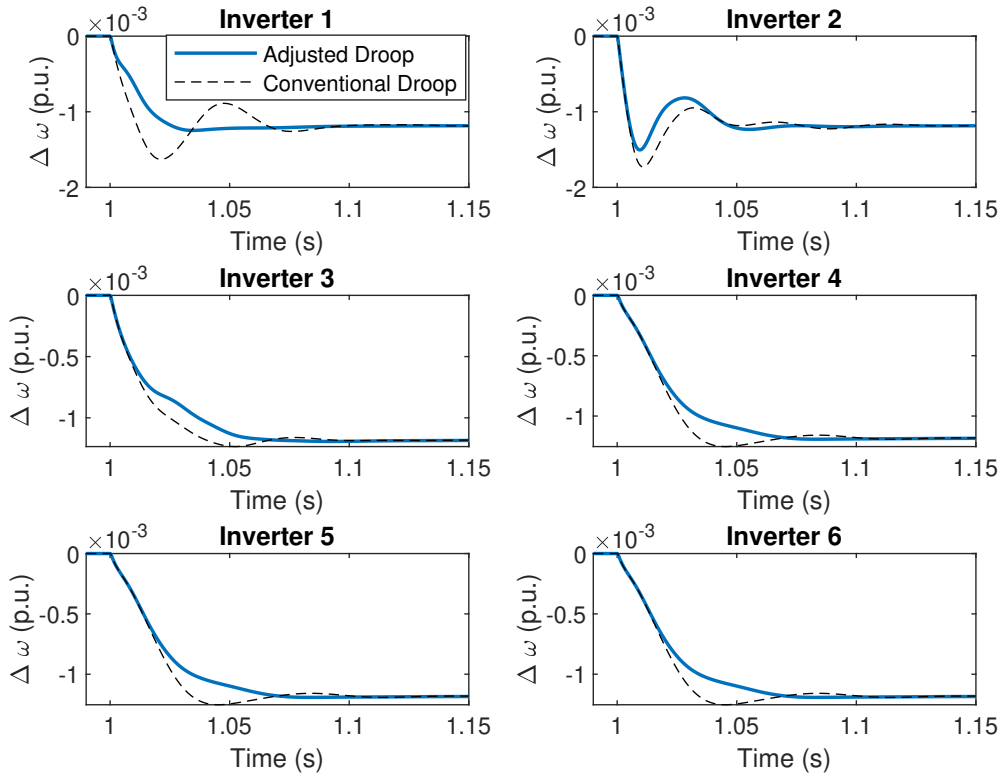 Inverter 1
×10⁻³
0
-1
-2
Δ ω (p.u.)
Adjusted Droop
Conventional Droop
1 1.05 1.1 1.15
Time (s)
Inverter 2
×10⁻³
0
-1
-2
Δ ω (p.u.)
1 1.05 1.1 1.15
Time (s)
Inverter 3
×10⁻³
0
-0.5
-1
Δ ω (p.u.)
1 1.05 1.1 1.15
Time (s)
Inverter 4
×10⁻³
0
-0.5
-1
Δ ω (p.u.)
1 1.05 1.1 1.15
Time (s)
Inverter 5
×10⁻³
0
-0.5
-1
Δ ω (p.u.)
1 1.05 1.1 1.15
Time (s)
Inverter 6
×10⁻³
0
-0.5
-1
Δ ω (p.u.)
1 1.05 1.1 1.15
Time (s)